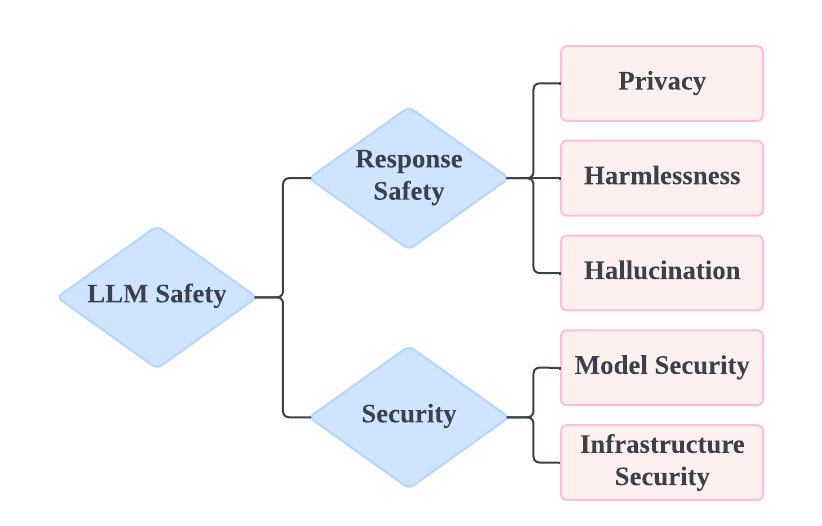 Privacy
Response
Safety
Harmlessness
Hallucination
LLM Safety
Model Security
Security
Infrastructure
Security